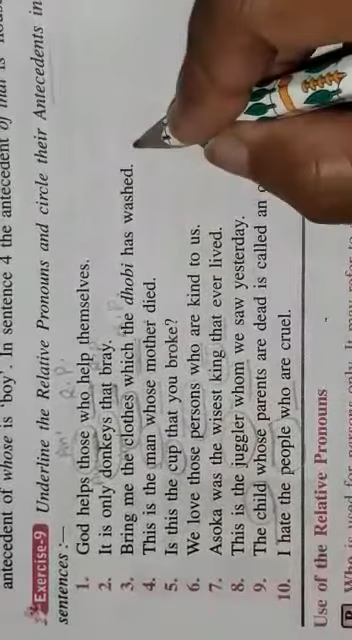 antecedent of whose is 'boy'. In sentence 4 the antecedent of that is
Exercise-9 Underline the Relative Pronouns and circle their Antecedents in
sentences :—
1. God helps those who help themselves.
2. It is only donkeys that bray.
3. Bring me the clothes which the dhobi has washed.
4. This is the man whose mother died.
5. Is this the cup that you broke?
6. We love those persons who are kind to us.
7. Asoka was the wisest king that ever lived.
8. This is the juggler whom we saw yesterday.
9. The child whose parents are dead is called an
10. I hate the people who are cruel.
Use of the Relative Pronouns
Who is used for persons only. It may refer to